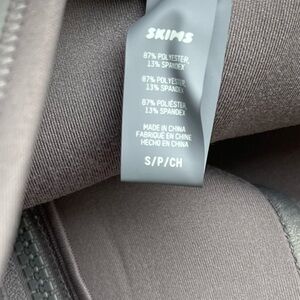 SKIMS
87% POLYESTER,
13% SPANDEX
87% POLYESTER,
13% SPANDEX
87% POLIÉSTER,
13% SPANDEX
MADE IN CHINA
FABRIQUÉ EN CHINE
HECHO EN CHINA
S/P/CH